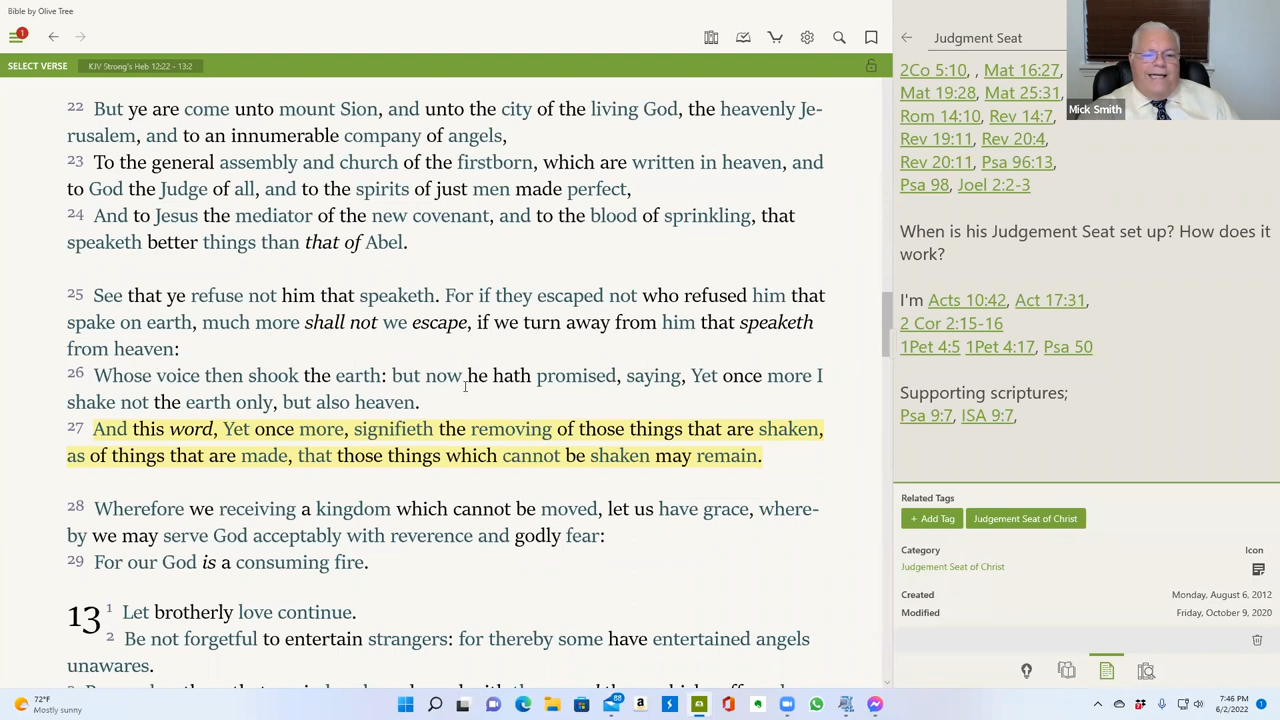 Bible by Olive Tree
1
SELECT VERSE
KJV Strong's Heb 12:22 - 13:2
22 But ye are come unto mount Sion, and unto the city of the living God, the heavenly Je-
rusalem, and to an innumerable company of angels,
23 To the general assembly and church of the firstborn, which are written in heaven, and
to God the Judge of all, and to the spirits of just men made perfect,
24 And to Jesus the mediator of the new covenant, and to the blood of sprinkling, that
speaketh better things than that of Abel.
25 See that ye refuse not him that speaketh. For if they escaped not who refused him that
spake on earth, much more shall not we escape, if we turn away from him that speaketh
from heaven:
26 Whose voice then shook the earth: but now he hath promised, saying, Yet once more I
shake not the earth only, but also heaven.
27 And this word, Yet once more, signifieth the removing of those things that are shaken,
as of things that are made, that those things which cannot be shaken may remain.
28 Wherefore we receiving a kingdom which cannot be moved, let us have grace, where-
by we may serve God acceptably with reverence and godly fear:
29 For our God is a consuming fire.
13 1 Let brotherly love continue.
2 Be not forgetful to entertain strangers: for thereby some have entertained angels
unawares.
Judgment Seat
Mick Smith
2Co 5:10, , Mat 16:27,
Mat 19:28, Mat 25:31,
Rom 14:10, Rev 14:7,
Rev 19:11, Rev 20:4,
Rev 20:11, Psa 96:13,
Psa 98, Joel 2:2-3
When is his Judgement Seat set up? How does it
work?
I'm Acts 10:42, Act 17:31,
2 Cor 2:15-16
1Pet 4:5 1Pet 4:17, Psa 50
Supporting scriptures;
Psa 9:7, ISA 9:7,
Related Tags
+ Add Tag
Judgement Seat of Christ
Category
Icon
Judgement Seat of Christ
Created
Monday, August 6, 2012
Modified
Friday, October 9, 2020
72°F
Mostly sunny
88
7:46 PM
6/2/2022
1